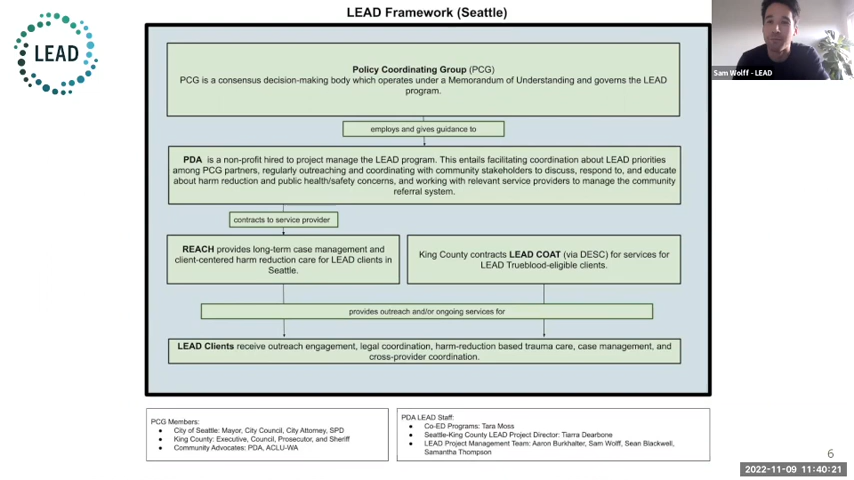 LEAD Framework (Seattle)
LEAD
Sam Wolff - LEAD
Policy Coordinating Group (PCG)
PCG is a consensus decision-making body which operates under a Memorandum of Understanding and governs the LEAD
program.
employs and gives guidance to
PDA is a non-profit hired to project manage the LEAD program. This entails facilitating coordination about LEAD priorities
among PCG partners, regularly outreaching and coordinating with community stakeholders to discuss, respond to, and educate
about harm reduction and public health/safety concerns, and working with relevant service providers to manage the community
referral system.
contracts to service provider
REACH provides long-term case management and
client-centered harm reduction care for LEAD clients in
Seattle.
King County contracts LEAD COAT (via DESC) for services for
LEAD Trueblood-eligible clients.
provides outreach and/or ongoing services for
LEAD Clients receive outreach engagement, legal coordination, harm-reduction based trauma care, case management, and
cross-provider coordination.
PCG Members:
● City of Seattle: Mayor, City Council, City Attorney, SPD
● King County: Executive, Council, Prosecutor, and Sheriff
● Community Advocates: PDA, ACLU-WA
PDA LEAD Staff:
● Co-ED Programs: Tara Moss
● Seattle-King County LEAD Project Director: Tiarra Dearbone
● LEAD Project Management Team: Aaron Burkhalter, Sam Wolff, Sean Blackwell,
Samantha Thompson
6
2022-11-09 11:40:21